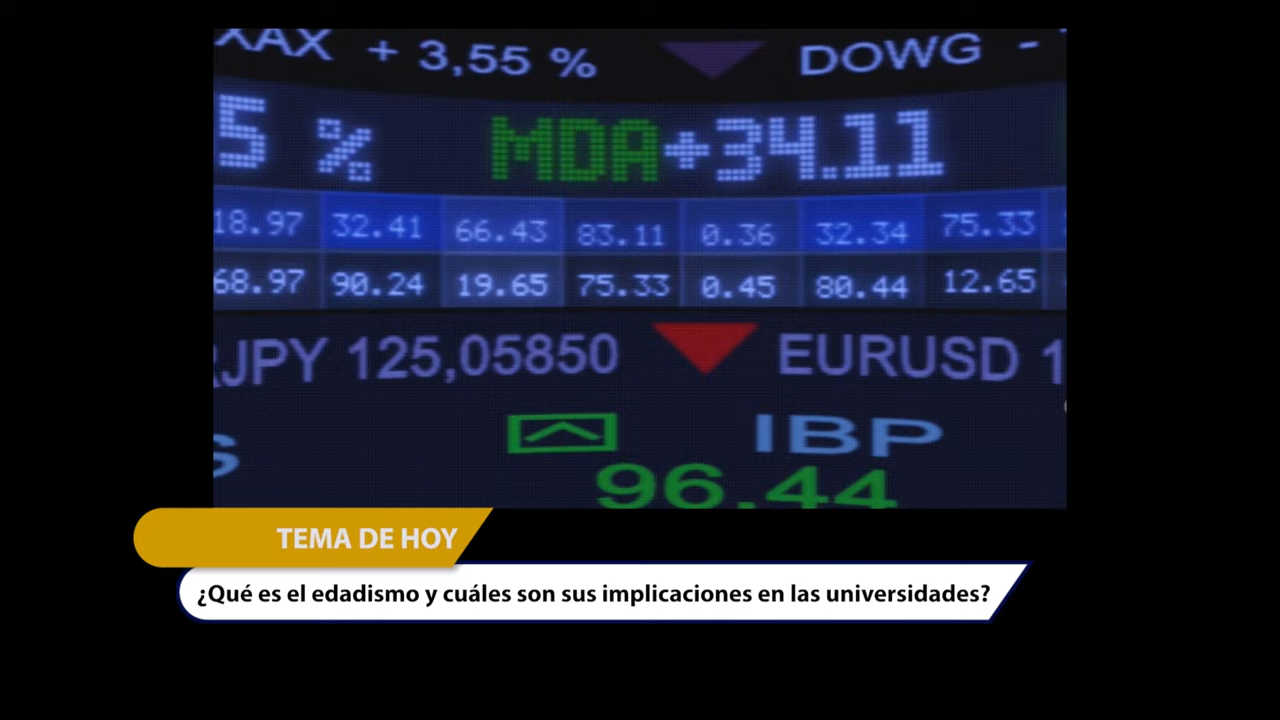 XAX + 3,55 % DOWG -
5 % MDA+34.11
18.97 32.41 66.43 83.11 0.36 32.34 75.33
68.97 90.24 19.65 75.33 0.45 80.44 12.65
RJPY 125,05850 EURUSD 1
S IBP
96.44
TEMA DE HOY
¿Qué es el edadismo y cuáles son sus implicaciones en las universidades?